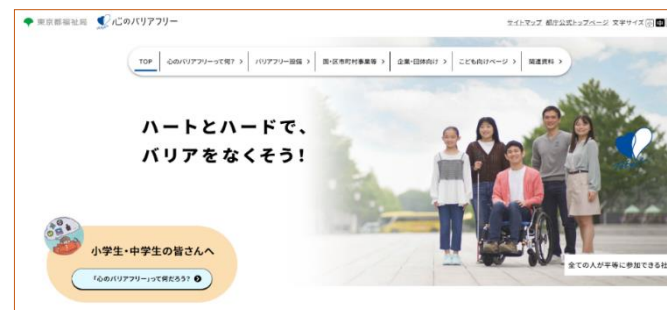 東京都福祉局 心のバリアフリー
サイトマップ 都庁公式トップページ 文字サイズ 小 中
TOP 心のバリアフリーって何? バリアフリー設備 国・区市町村事業等 企業・団体向け こども向けページ 関連資料
ハートとハードで、
バリアをなくそう!
小学生・中学生の皆さんへ
「心のバリアフリー」って何だろう?
全ての人が平等に参加できる社